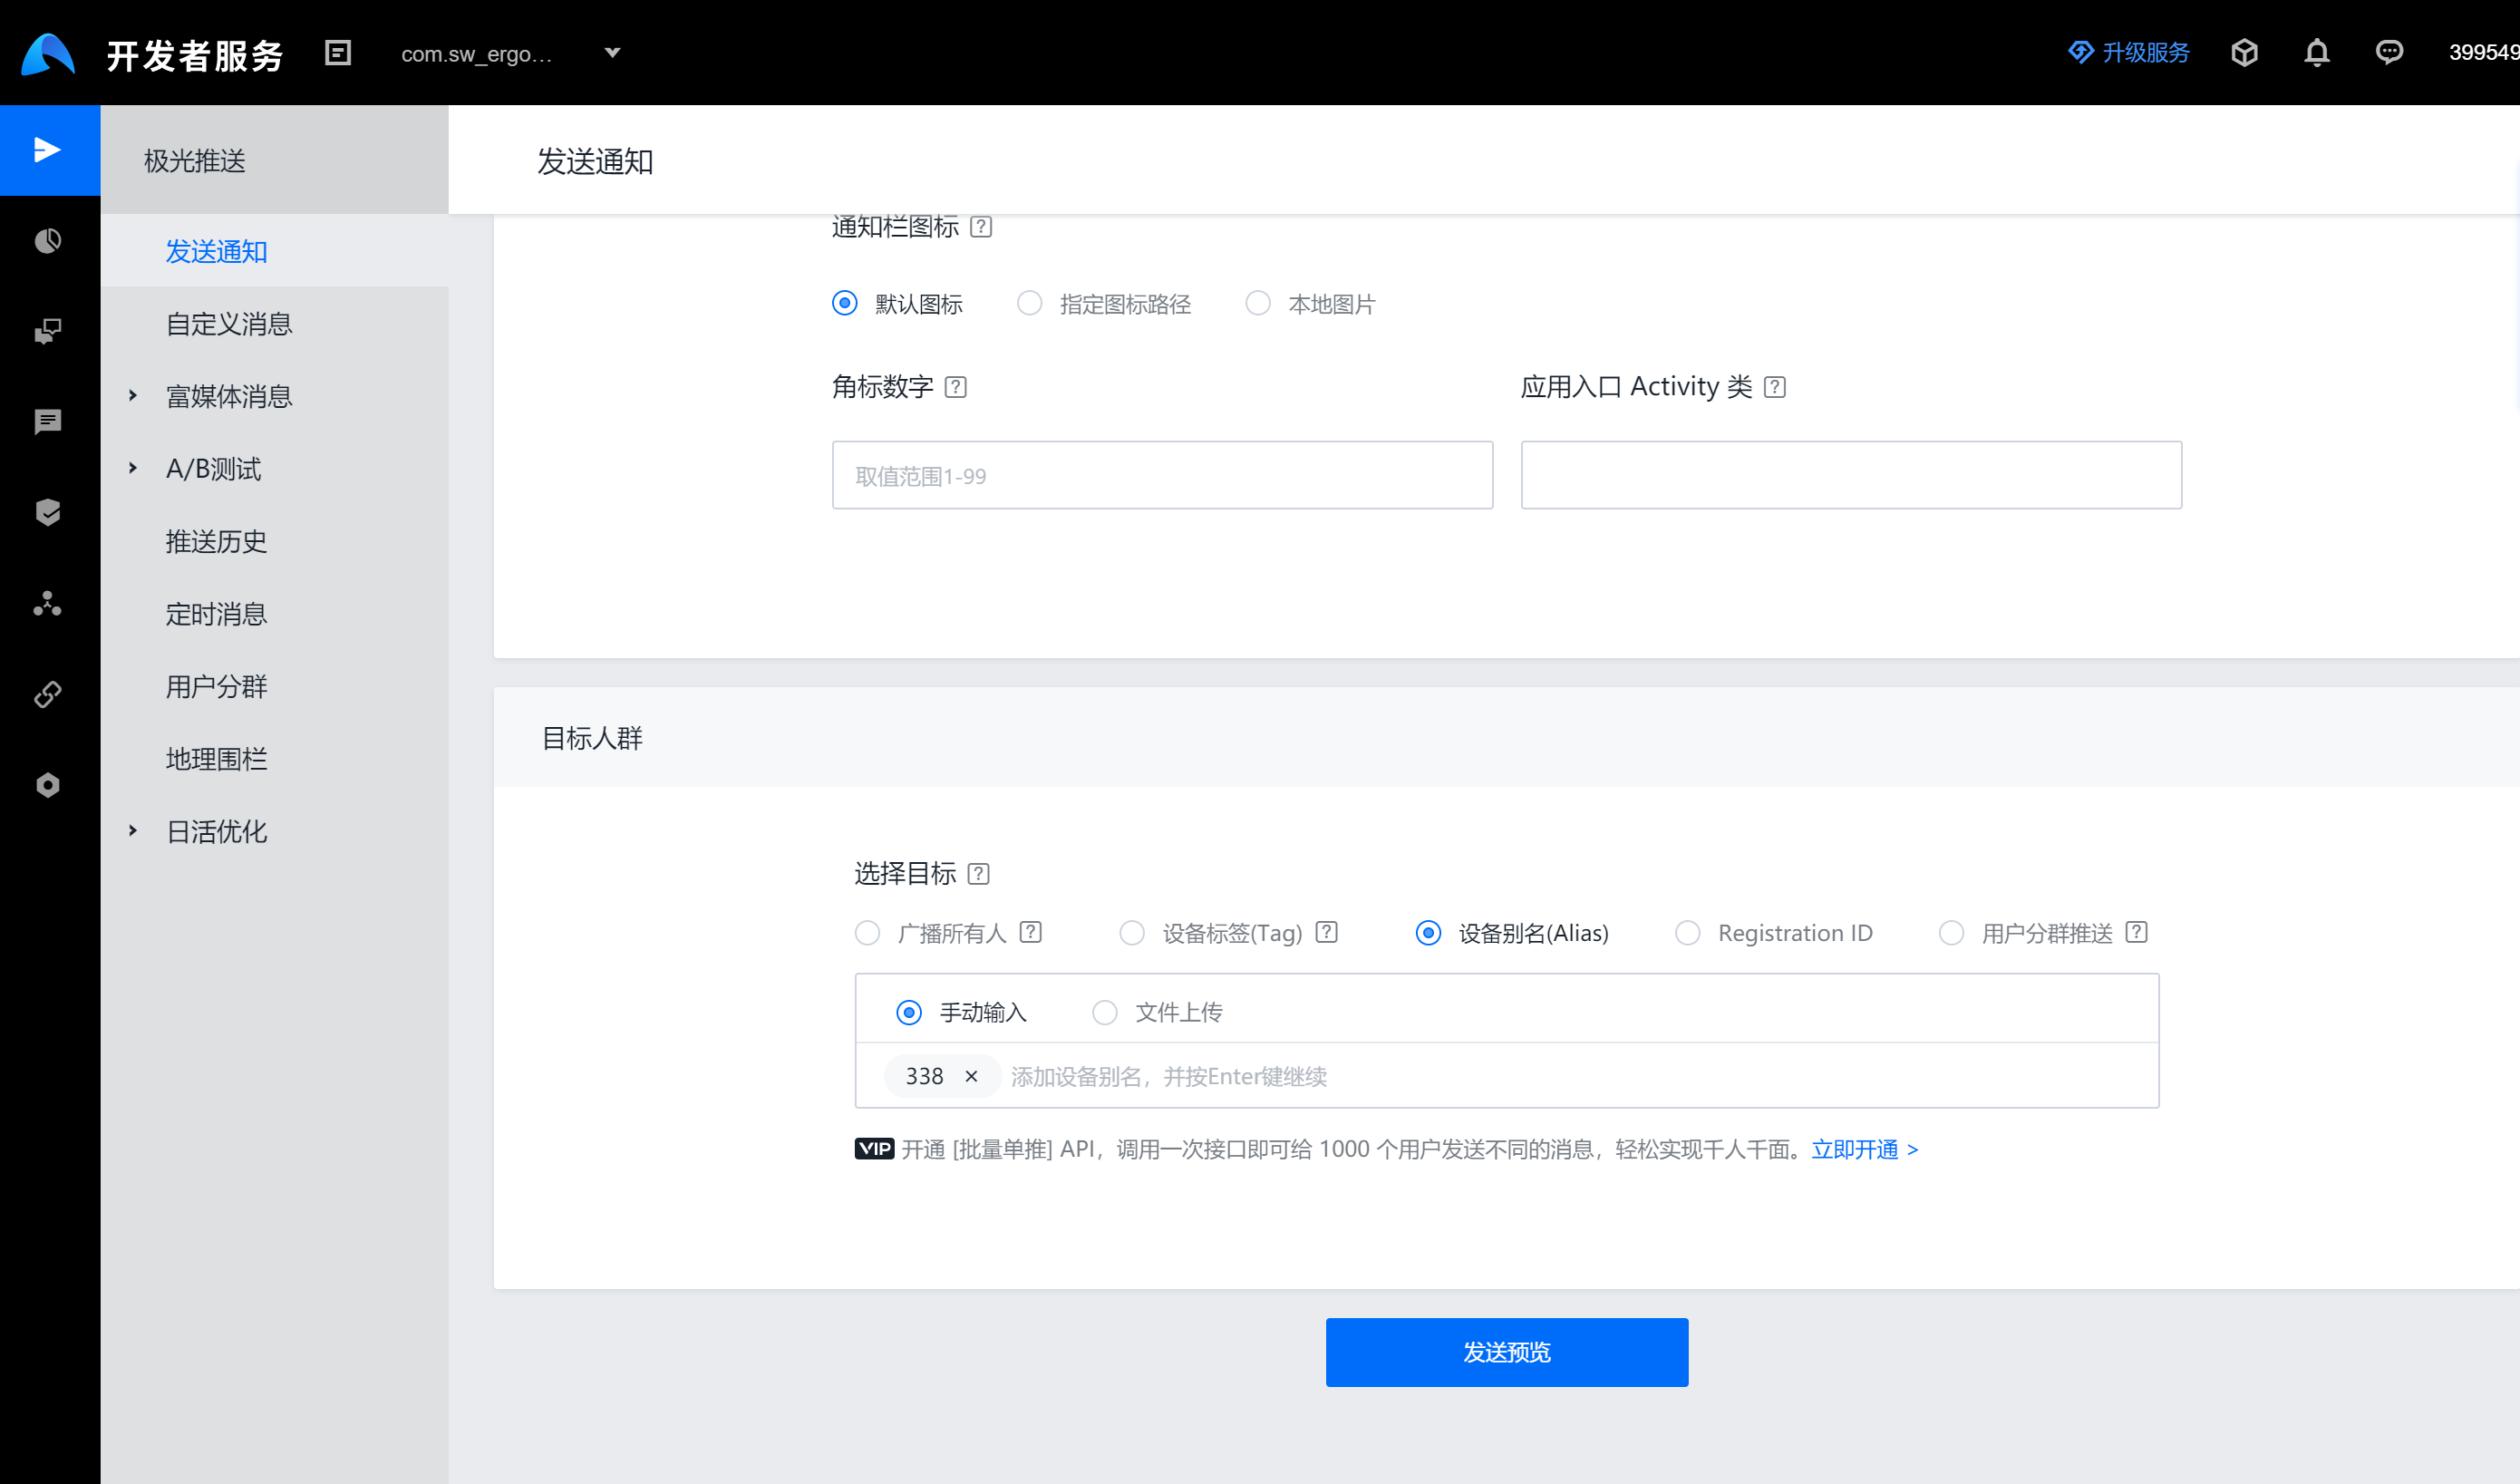 开发者服务
com.sw_ergo...
升级服务
399549
极光推送
发送通知
自定义消息
富媒体消息
A/B测试
推送历史
定时消息
用户分群
地理围栏
日活优化
发送通知
通知栏图标 ?
默认图标 指定图标路径 本地图片
角标数字 ? 应用入口 Activity 类 ?
取值范围1-99
目标人群
选择目标 ?
广播所有人 ? 设备标签(Tag) ? 设备别名(Alias) Registration ID 用户分群推送 ?
手动输入 文件上传
338 × 添加设备别名，并按Enter键继续
VIP 开通 [批量单推] API，调用一次接口即可给 1000 个用户发送不同的消息，轻松实现千人千面。立即开通 >
发送预览